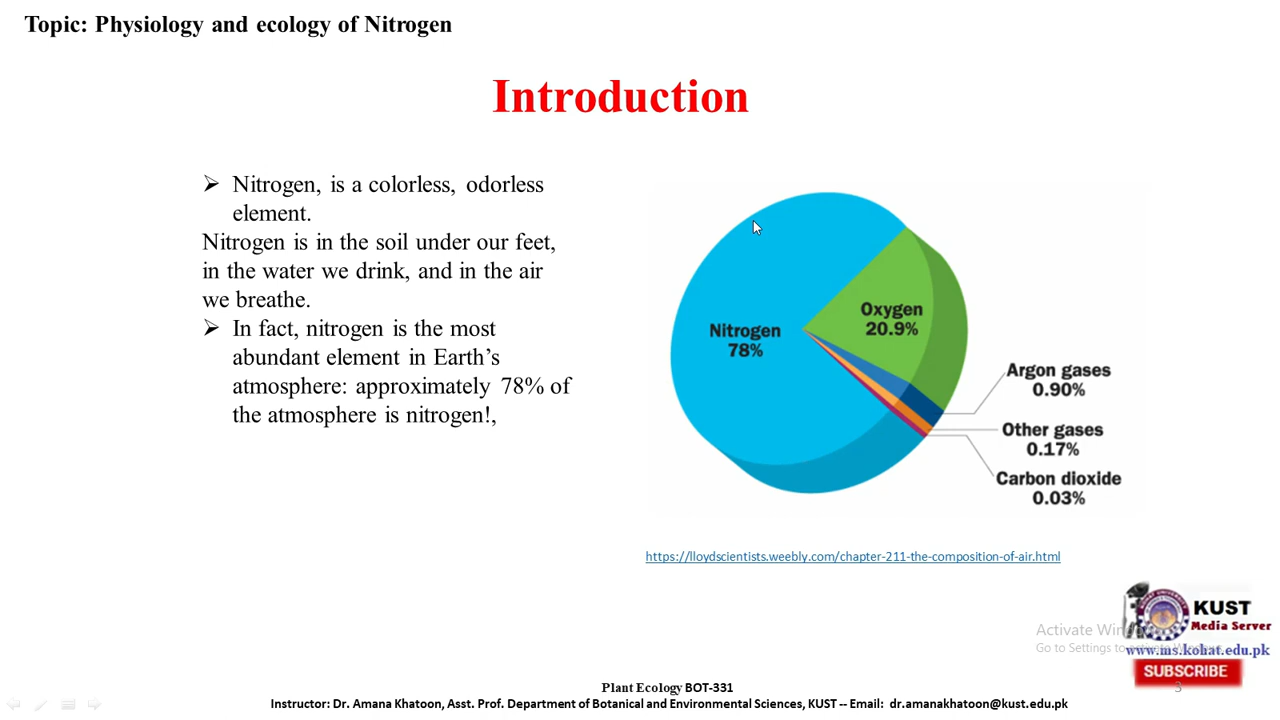 Topic: Physiology and ecology of Nitrogen
Introduction
➢ Nitrogen, is a colorless, odorless
element.
Nitrogen is in the soil under our feet,
in the water we drink, and in the air
we breathe.
➢ In fact, nitrogen is the most
abundant element in Earth's
atmosphere: approximately 78% of
the atmosphere is nitrogen!,
Nitrogen
78%
Oxygen
20.9%
Argon gases
0.90%
Other gases
0.17%
Carbon dioxide
0.03%
https://lloydscientists.weebly.com/chapter-211-the-composition-of-air.html
KUST
Media Server
www.ms.kohat.edu.pk
SUBSCRIBE
Activate
Go to Settings to
3
Plant Ecology BOT-331
Instructor: Dr. Amana Khatoon, Asst. Prof. Department of Botanical and Environmental Sciences, KUST -- Email: dr.amanakhatoon@kust.edu.pk